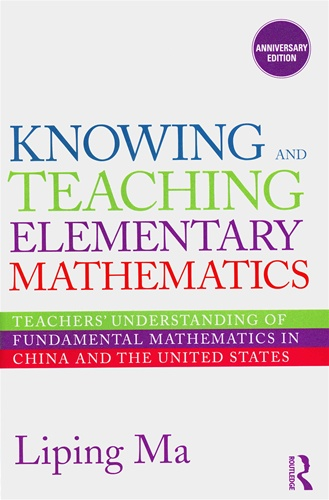 ANNIVERSARY
EDITION
KNOWING AND
TEACHING
ELEMENTARY
MATHEMATICS
TEACHERS' UNDERSTANDING OF
FUNDAMENTAL MATHEMATICS IN
CHINA AND THE UNITED STATES
Liping Ma
ROUTLEDGE